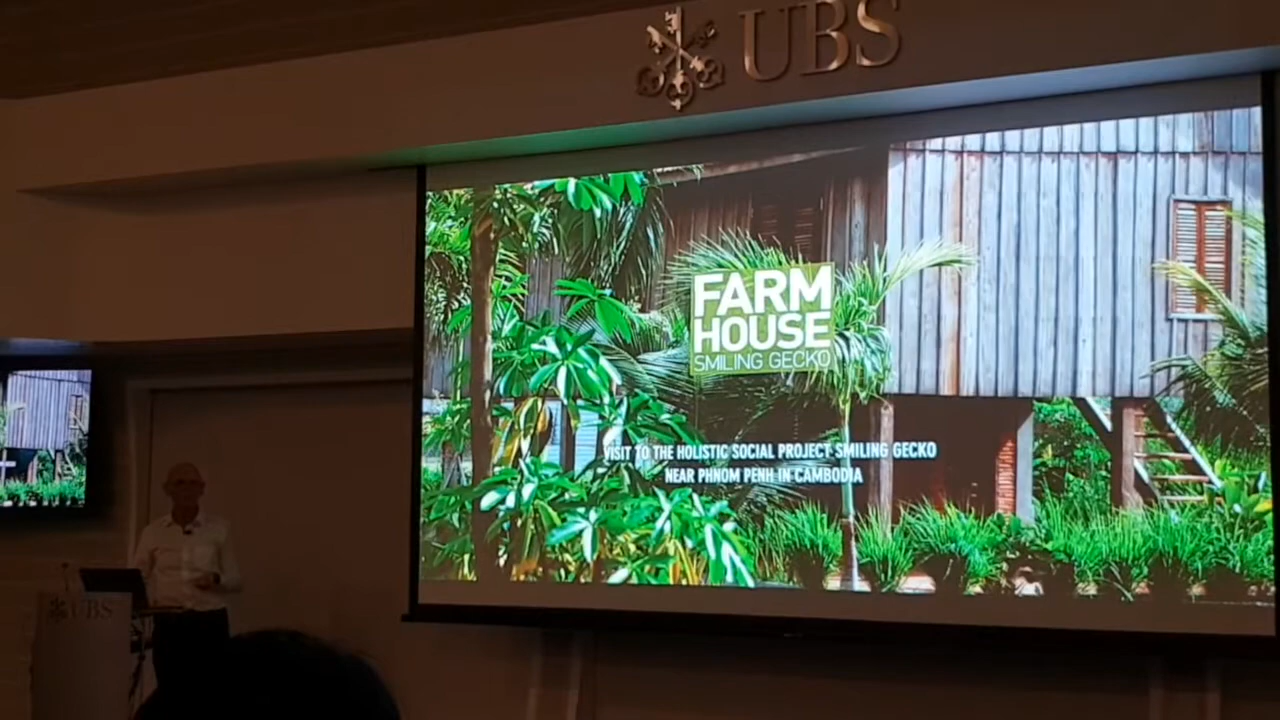 UBS
FARM
HOUSE
SMILING GECKO
VISIT TO THE HOLISTIC SOCIAL PROJECT SMILING GECKO
NEAR PHNOM PENH IN CAMBODIA
UBS